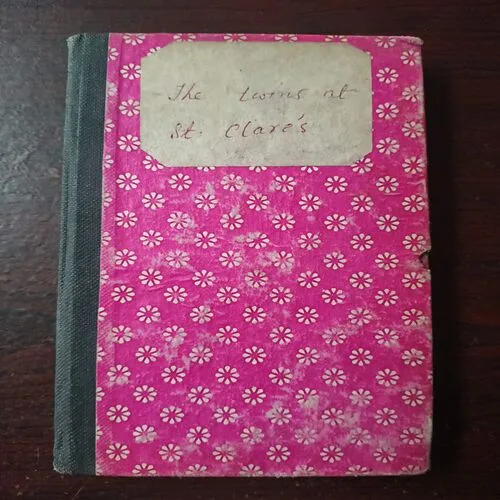 The twins at
St. Clare's